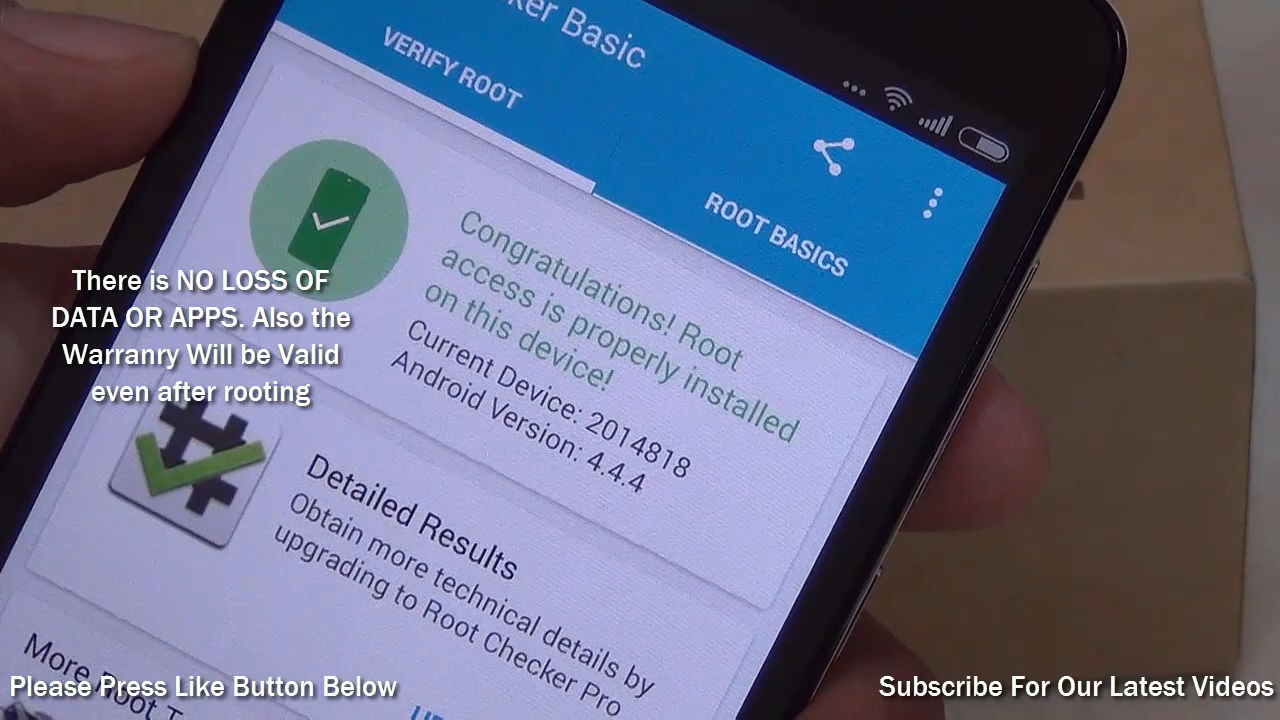 ker Basic
VERIFY ROOT
ROOT BASICS
Congratulations! Root
access is properly installed
on this device!
Current Device: 2014818
Android Version: 4.4.4
There is NO LOSS OF
DATA OR APPS. Also the
Warranry Will be Valid
even after rooting
Detailed Results
Obtain more technical details by
upgrading to Root Checker Pro
More Root T
Please Press Like Button Below
Subscribe For Our Latest Videos